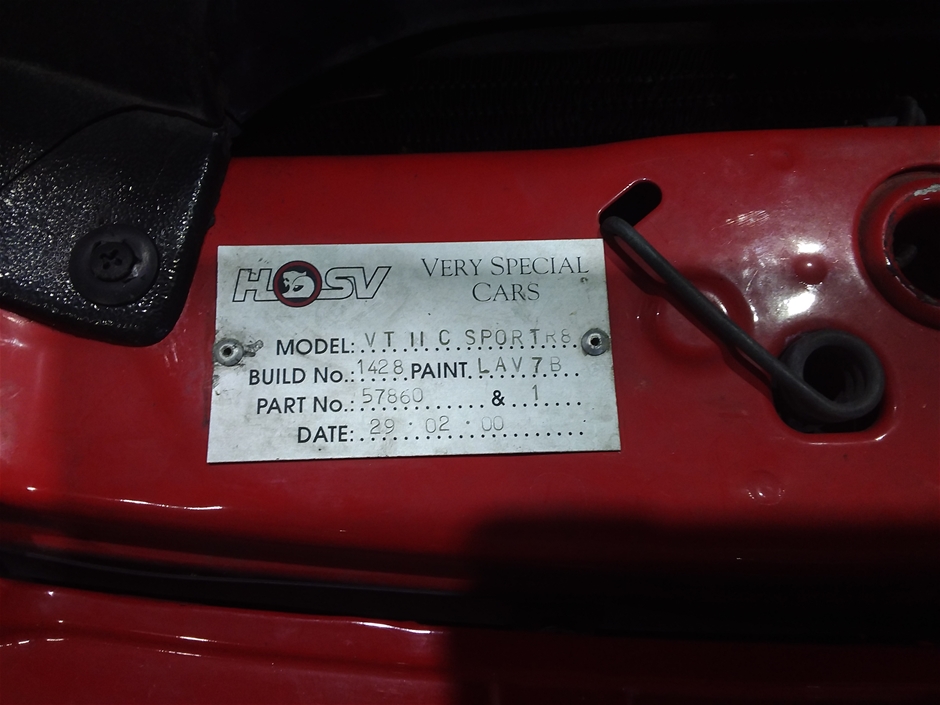 HSV VERY SPECIAL
CARS
MODEL: VT II C SPORT R8
BUILD No.: 1428 PAINT LAV 7 B
PART No.: 57860 & 1
DATE: 29 · 02 · 00